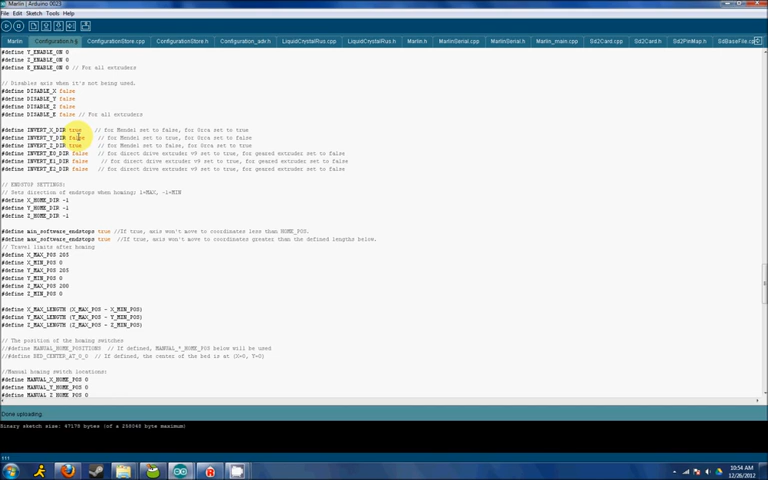 Marlin | Arduino 0023
File Edit Sketch Tools Help
Marlin Configuration.h § ConfigurationStore.cpp ConfigurationStore.h Configuration_adv.h LiquidCrystalRus.cpp LiquidCrystalRus.h Marlin.h MarlinSerial.cpp MarlinSerial.h Marlin_main.cpp Sd2Card.cpp Sd2Card.h Sd2PinMap.h SdBaseFile.cpp
#define Y_ENABLE_ON 0
#define Z_ENABLE_ON 0
#define E_ENABLE_ON 0 // For all extruders
// Disables axis when it's not being used.
#define DISABLE_X false
#define DISABLE_Y false
#define DISABLE_Z false
#define DISABLE_E false // For all extruders
#define INVERT_X_DIR true // for Mendel set to false, for Orca set to true
#define INVERT_Y_DIR false // for Mendel set to true, for Orca set to false
#define INVERT_Z_DIR true // for Mendel set to false, for Orca set to true
#define INVERT_E0_DIR false // for direct drive extruder v9 set to true, for geared extruder set to false
#define INVERT_E1_DIR false // for direct drive extruder v9 set to true, for geared extruder set to false
#define INVERT_E2_DIR false // for direct drive extruder v9 set to true, for geared extruder set to false
// ENDSTOP SETTINGS:
// Sets direction of endstops when homing; 1=MAX, -1=MIN
#define X_HOME_DIR -1
#define Y_HOME_DIR -1
#define Z_HOME_DIR -1
#define min_software_endstops true //If true, axis won't move to coordinates less than HOME_POS.
#define max_software_endstops true //If true, axis won't move to coordinates greater than the defined lengths below.
// Travel limits after homing
#define X_MAX_POS 205
#define X_MIN_POS 0
#define Y_MAX_POS 205
#define Y_MIN_POS 0
#define Z_MAX_POS 200
#define Z_MIN_POS 0
#define X_MAX_LENGTH (X_MAX_POS - X_MIN_POS)
#define Y_MAX_LENGTH (Y_MAX_POS - Y_MIN_POS)
#define Z_MAX_LENGTH (Z_MAX_POS - Z_MIN_POS)
// The position of the homing switches
//#define MANUAL_HOME_POSITIONS // If defined, MANUAL_*_HOME_POS below will be used
//#define BED_CENTER_AT_0_0 // If defined, the center of the bed is at (X=0, Y=0)
//Manual homing switch locations:
#define MANUAL_X_HOME_POS 0
#define MANUAL_Y_HOME_POS 0
#define MANUAL_Z_HOME_POS 0
Done uploading.
Binary sketch size: 47178 bytes (of a 258048 byte maximum)
10:54 AM
12/26/2012